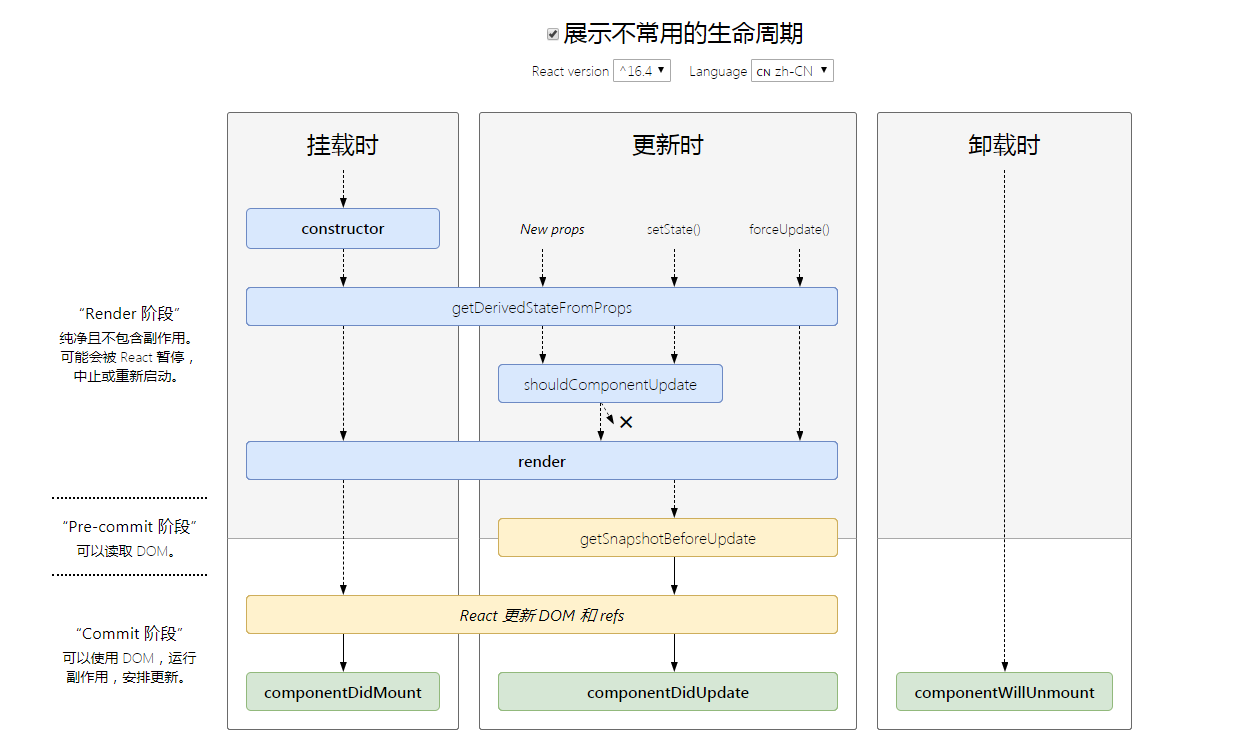 展示不常用的生命周期
React version ^16.4 Language CN zh-CN
挂载时
更新时
卸载时
constructor
New props
setState()
forceUpdate()
getDerivedStateFromProps
shouldComponentUpdate
render
getSnapshotBeforeUpdate
React 更新 DOM 和 refs
componentDidMount
componentDidUpdate
componentWillUnmount
“Render 阶段”
纯净且不包含副作用。
可能会被 React 暂停，
中止或重新启动。
“Pre-commit 阶段”
可以读取 DOM。
“Commit 阶段”
可以使用 DOM，运行
副作用，安排更新。